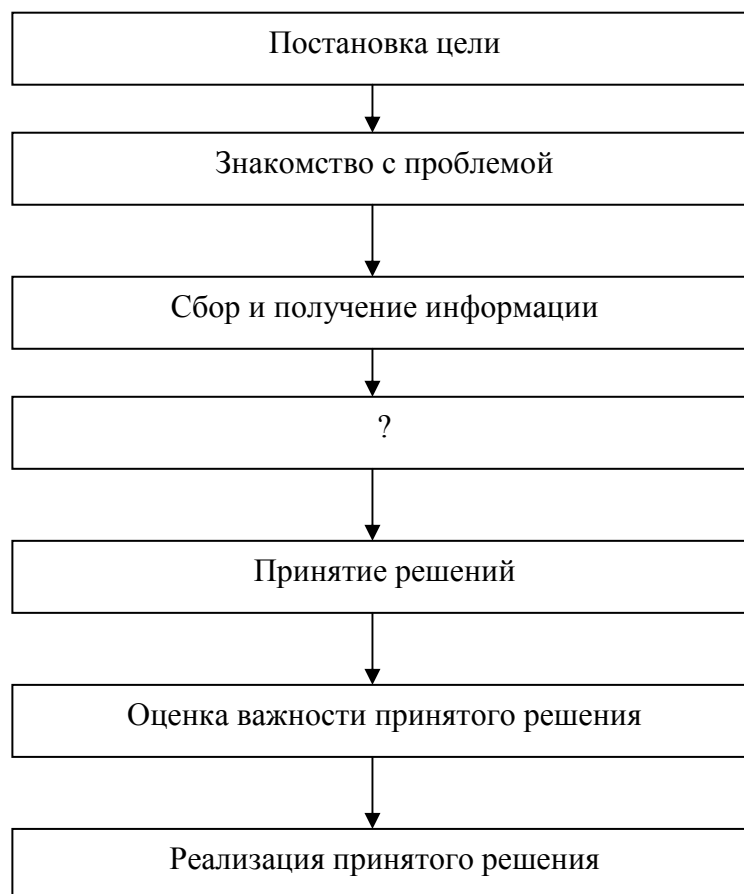 Постановка цели
Знакомство с проблемой
Сбор и получение информации
?
Принятие решений
Оценка важности принятого решения
Реализация принятого решения